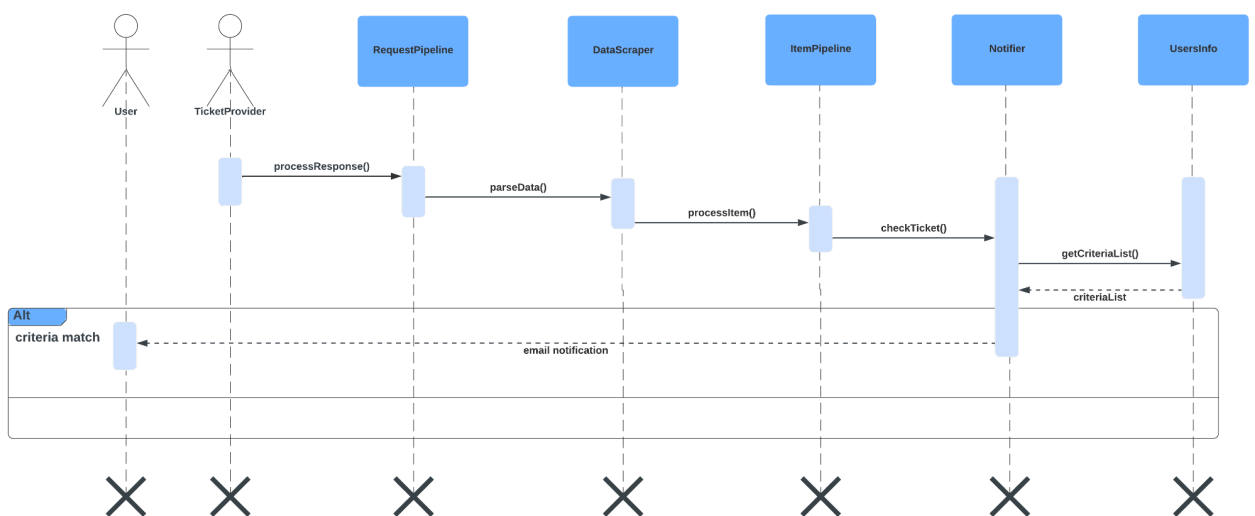 RequestPipeline
DataScraper
ItemPipeline
Notifier
UsersInfo
User
TicketProvider
processResponse()
parseData()
processItem()
checkTicket()
getCriteriaList()
criteriaList
Alt
criteria match
email notification